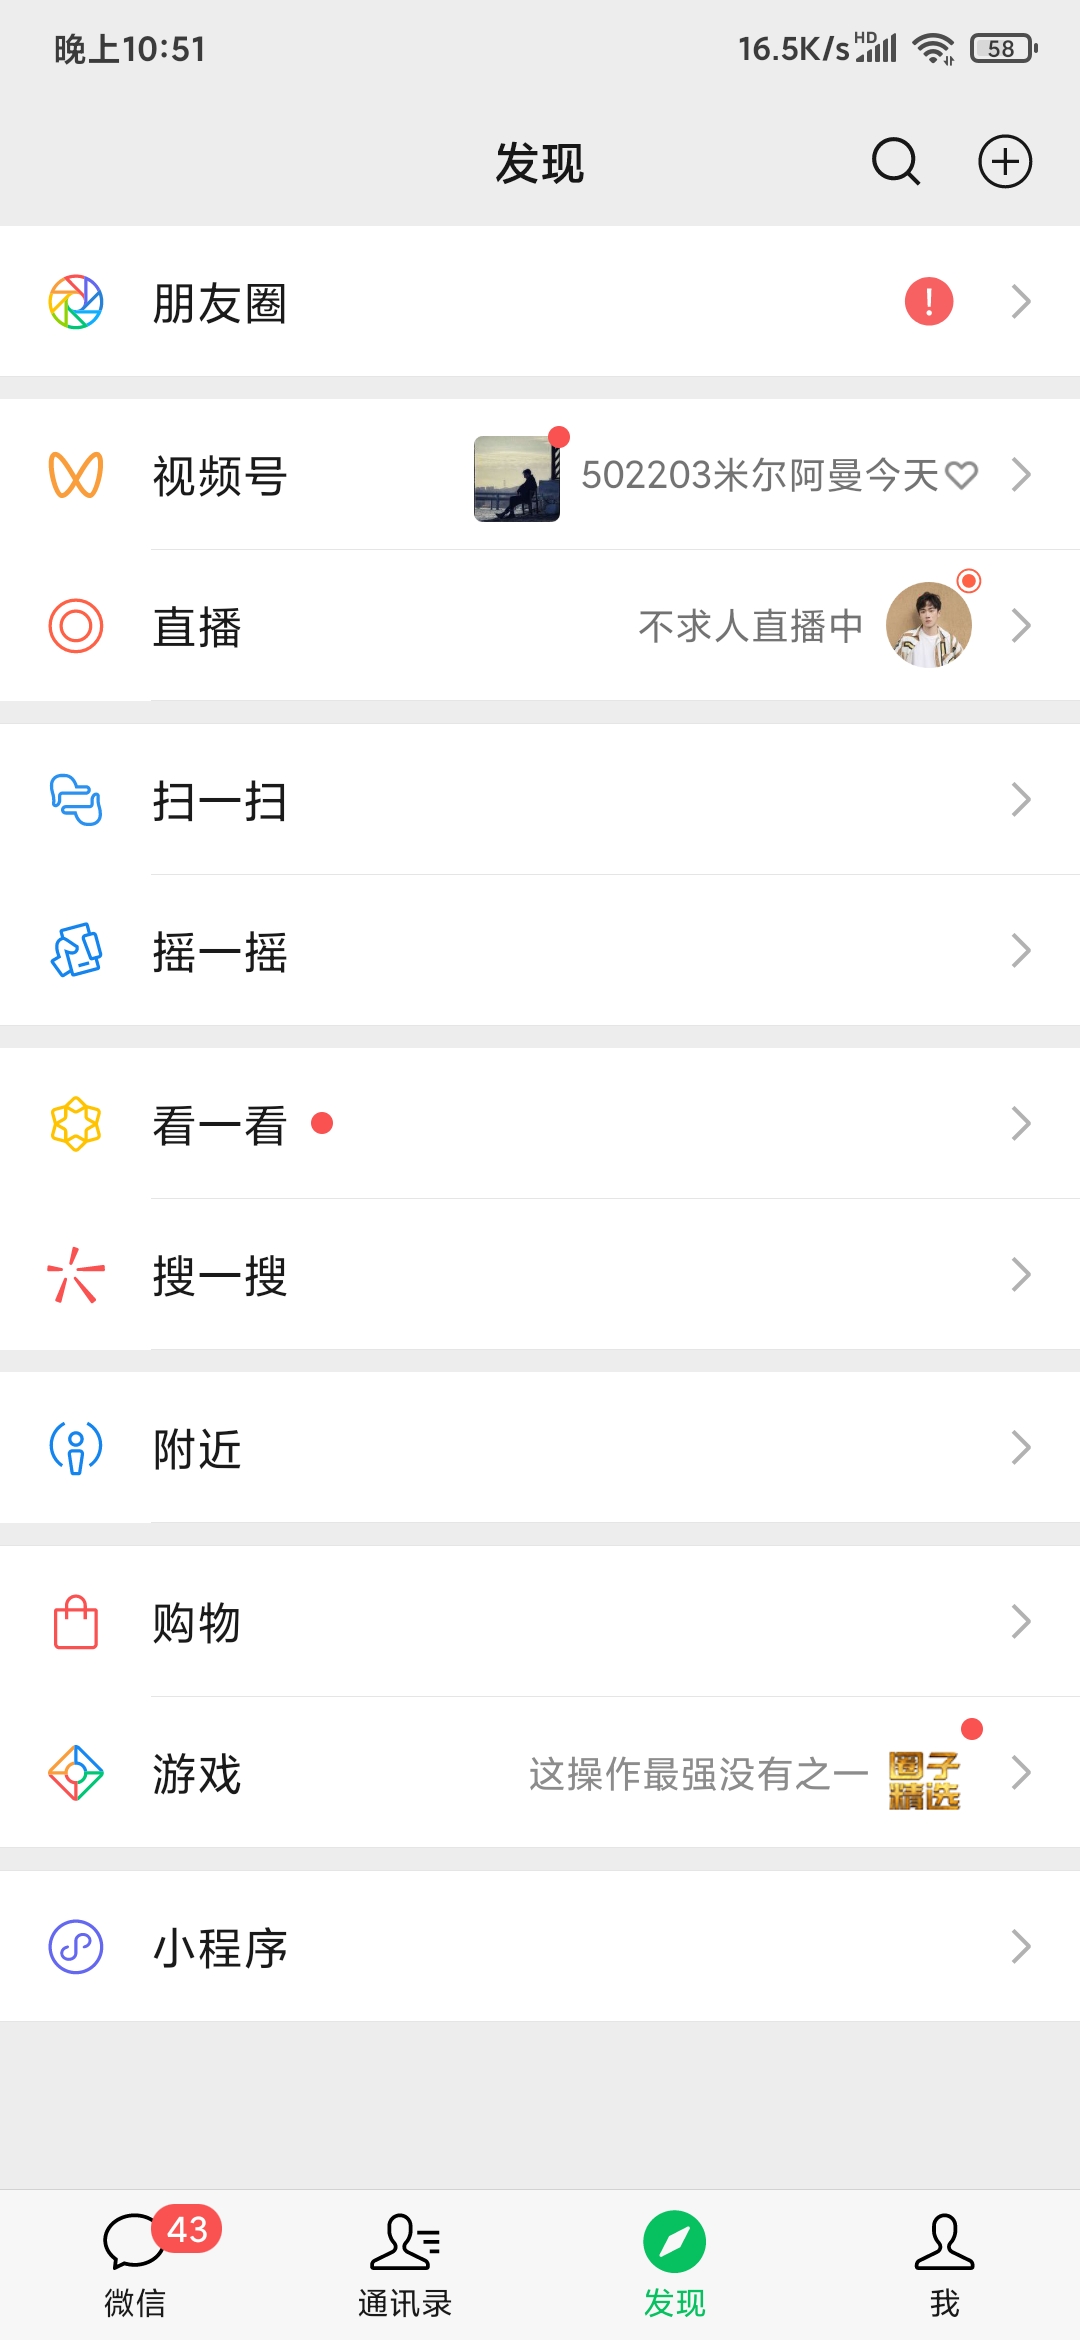 晚上10:51
16.5K/s HD 58
发现
朋友圈
视频号 502203米尔阿曼今天♡
直播 不求人直播中
扫一扫
摇一摇
看一看
搜一搜
附近
购物
游戏 这操作最强没有之一 圈子精选
小程序
43
微信 通讯录 发现 我